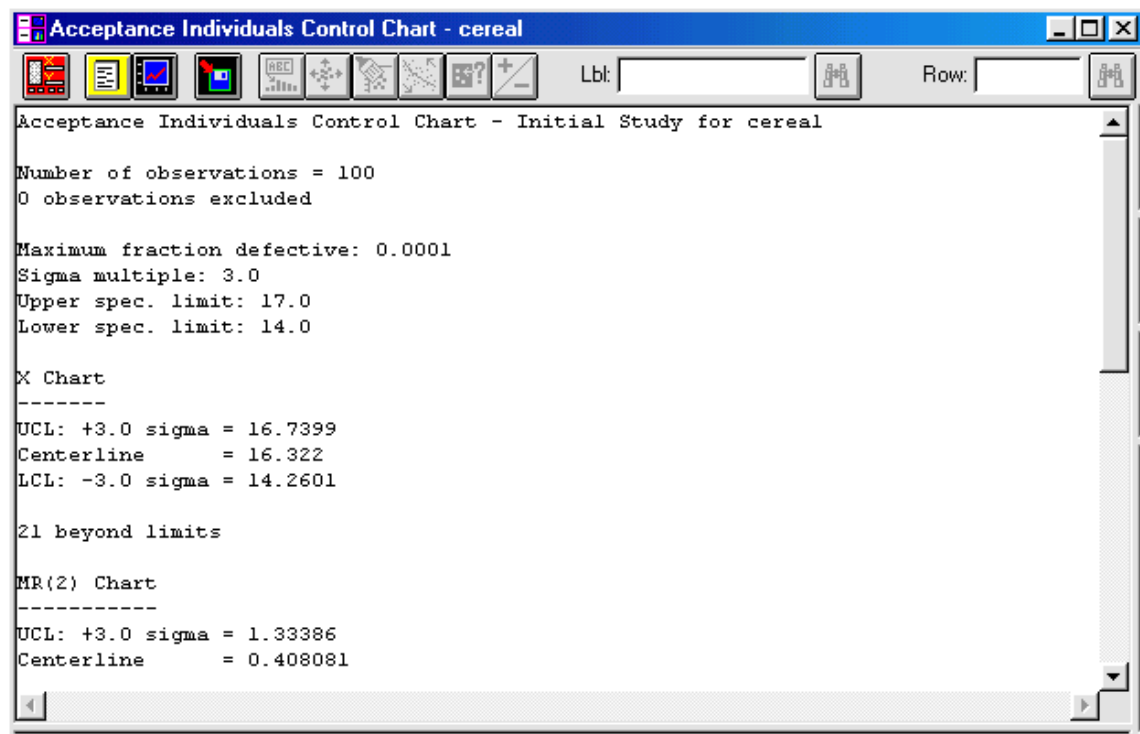 Acceptance Individuals Control Chart - cereal
Lbl: Row:
Acceptance Individuals Control Chart - Initial Study for cereal
Number of observations = 100
0 observations excluded
Maximum fraction defective: 0.0001
Sigma multiple: 3.0
Upper spec. limit: 17.0
Lower spec. limit: 14.0
X Chart
-------
UCL: +3.0 sigma = 16.7399
Centerline = 16.322
LCL: -3.0 sigma = 14.2601
21 beyond limits
MR(2) Chart
-----------
UCL: +3.0 sigma = 1.33386
Centerline = 0.408081